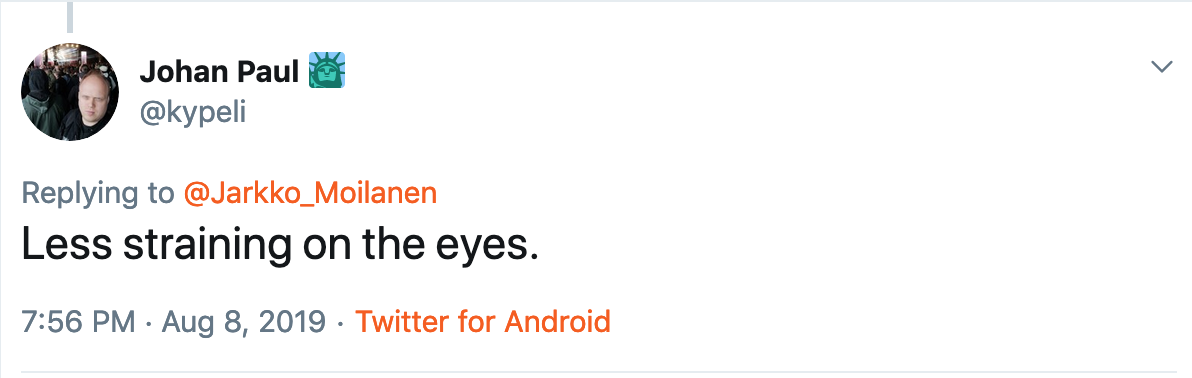 Johan Paul 🗽
@kypeli
Replying to @Jarkko_Moilanen
Less straining on the eyes.
7:56 PM · Aug 8, 2019 · Twitter for Android